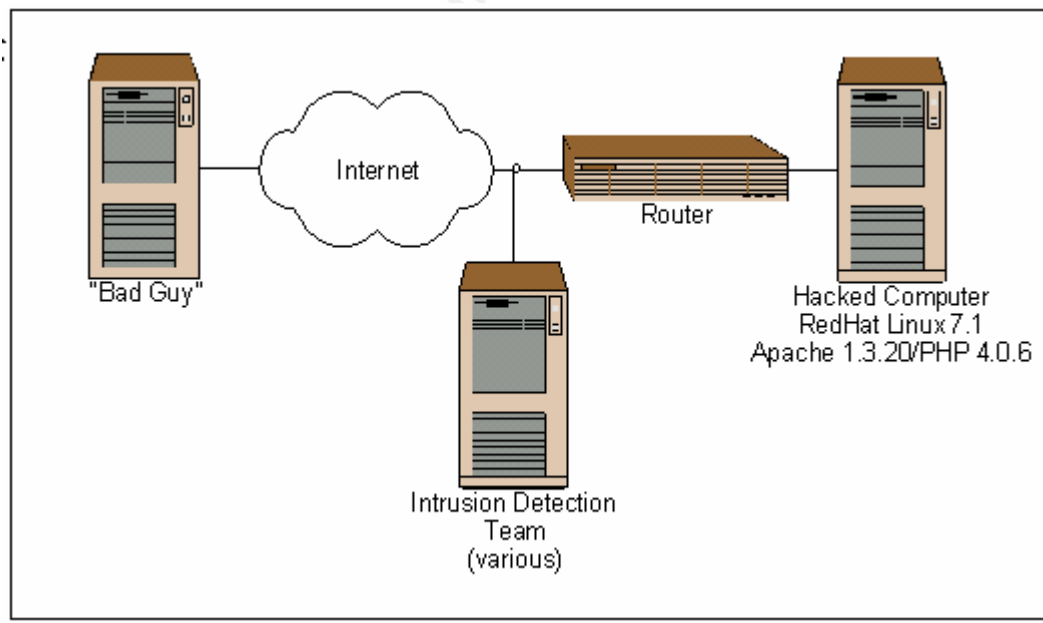 Internet
Router
"Bad Guy"
Hacked Computer
RedHat Linux 7.1
Apache 1.3.20/PHP 4.0.6
Intrusion Detection
Team
(various)